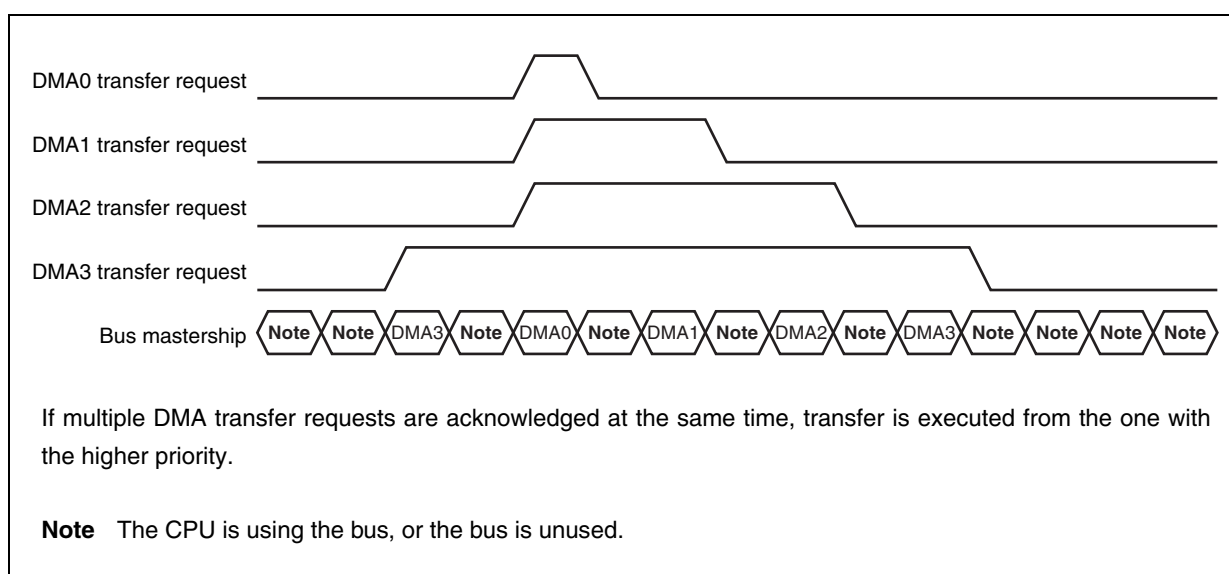 DMA0 transfer request
DMA1 transfer request
DMA2 transfer request
DMA3 transfer request
Bus mastership Note Note DMA3 Note DMA0 Note DMA1 Note DMA2 Note DMA3 Note Note Note Note
If multiple DMA transfer requests are acknowledged at the same time, transfer is executed from the one with
the higher priority.
Note The CPU is using the bus, or the bus is unused.